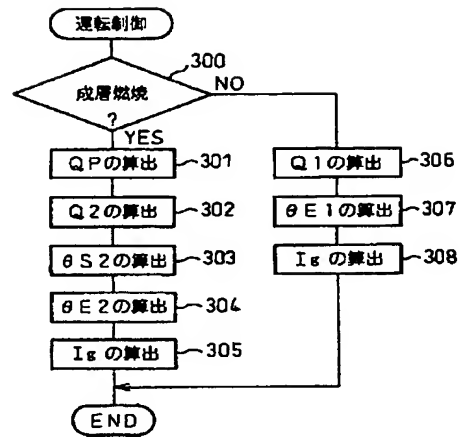 運転制御
300
成層燃焼
?
NO
YES
QPの算出
301
Q2の算出
302
θS2の算出
303
θE2の算出
304
Igの算出
305
Q1の算出
306
θE1の算出
307
Igの算出
308
END